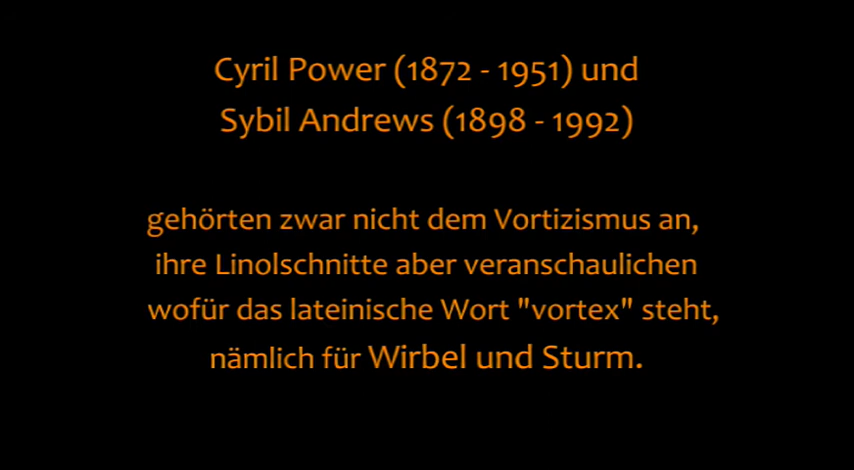 Cyril Power (1872 - 1951) und
Sybil Andrews (1898 - 1992)
gehörten zwar nicht dem Vortizismus an,
ihre Linolschnitte aber veranschaulichen
wofür das lateinische Wort "vortex" steht,
nämlich für Wirbel und Sturm.